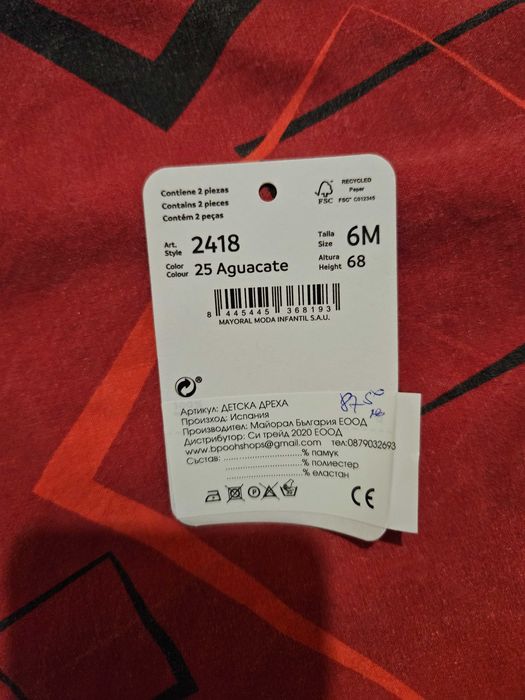 Contiene 2 piezas
Contains 2 pieces
Contém 2 peças
FSC
RECYCLED
Paper
FSC® C012345
Art.
Style 2418
Talla
Size 6M
Color
Colour 25 Aguacate
Altura
Height 68
8 445445 368193
MAYORAL MODA INFANTIL S.A.U.
Артикул: ДЕТСКА ДРЕХА
87.50
Произход: Испания
Производител: Майорал България ЕООД
Дистрибутор: Си трейд 2020 ЕООД
www.bpoohshops@gmail.com тел:0879032693
Състав: ........................% памук
........................% полиестер
........................% еластан
CE